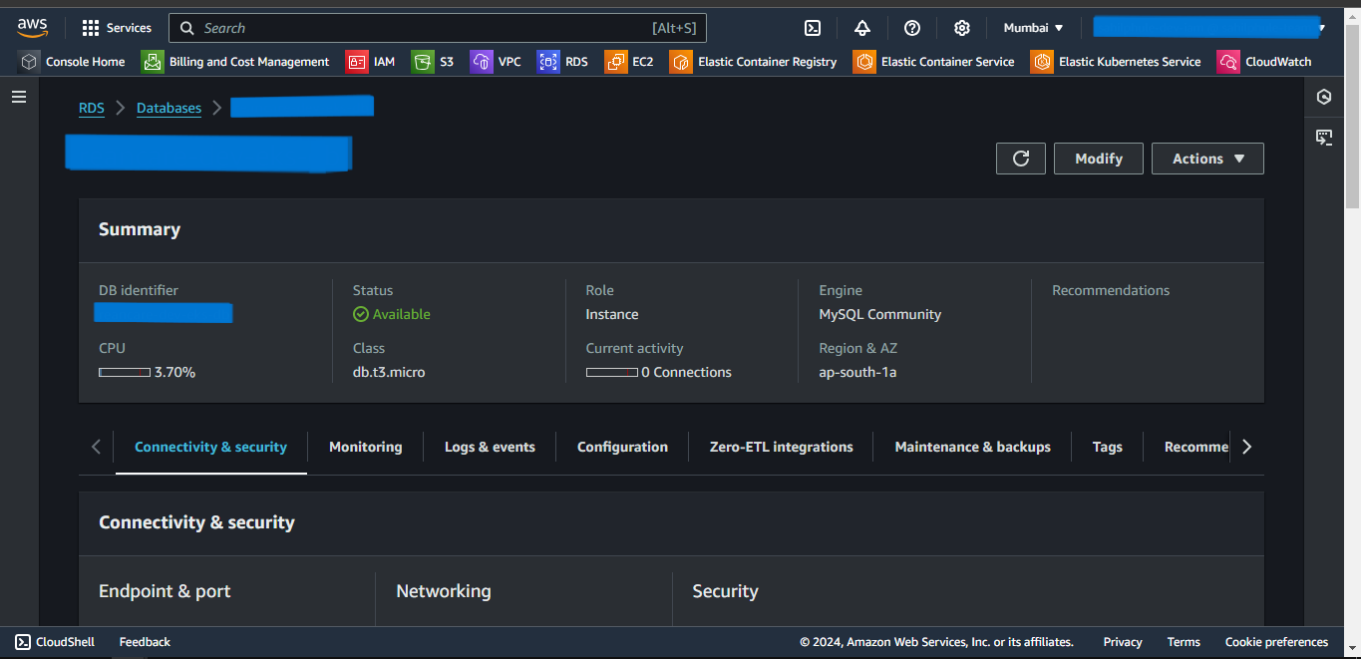 aws Services Search [Alt+S] Mumbai
Console Home Billing and Cost Management IAM S3 VPC RDS EC2 Elastic Container Registry Elastic Container Service Elastic Kubernetes Service CloudWatch
RDS Databases
Modify Actions
Summary
DB identifier Status Role Engine Recommendations
Available Instance MySQL Community
CPU Class Current activity Region & AZ
3.70% db.t3.micro 0 Connections ap-south-1a
Connectivity & security Monitoring Logs & events Configuration Zero-ETL integrations Maintenance & backups Tags Recomme
Connectivity & security
Endpoint & port Networking Security
CloudShell Feedback © 2024, Amazon Web Services, Inc. or its affiliates. Privacy Terms Cookie preferences